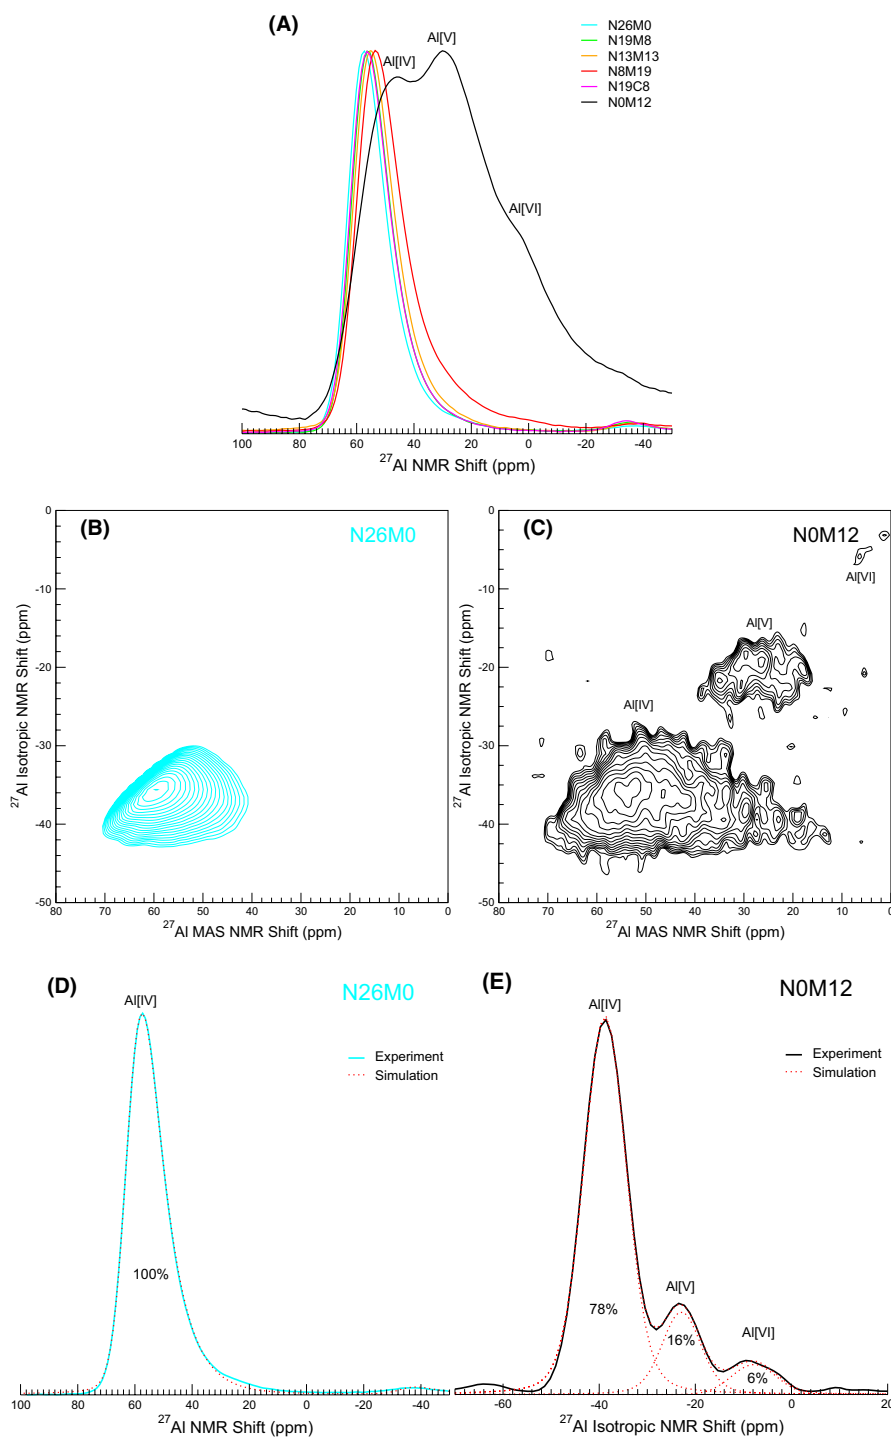 (A)
N26M0
N19M8
N13M13
N8M19
N19C8
N0M12
Al[IV]
Al[V]
Al[VI]
100 80 60 40 20 0 -20 -40
27Al NMR Shift (ppm)
(B)
N26M0
0
-10
-20
-30
-40
-50
27Al Isotropic NMR Shift (ppm)
80 70 60 50 40 30 20 10 0
27Al MAS NMR Shift (ppm)
(C)
N0M12
Al[VI]
Al[V]
Al[IV]
0
-10
-20
-30
-40
-50
27Al Isotropic NMR Shift (ppm)
80 70 60 50 40 30 20 10 0
27Al MAS NMR Shift (ppm)
(D)
N26M0
Al[IV]
Experiment
Simulation
100%
100 80 60 40 20 0 -20 -40
27Al NMR Shift (ppm)
(E)
N0M12
Al[IV]
Experiment
Simulation
Al[V]
Al[VI]
78%
16%
6%
-60 -40 -20 0 20
27Al Isotropic NMR Shift (ppm)